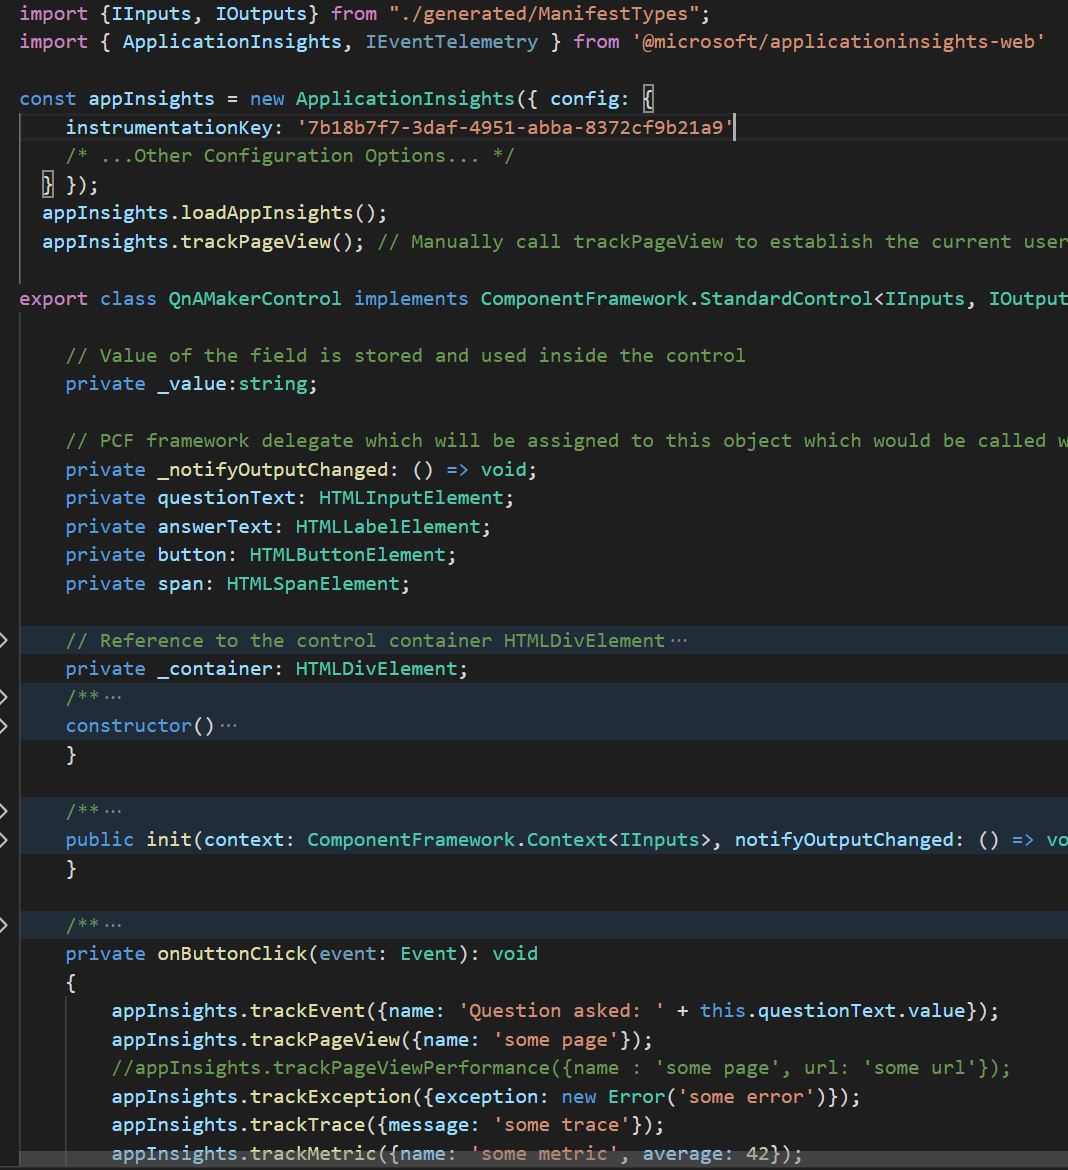 import {IInputs, IOutputs} from "./generated/ManifestTypes";
import { ApplicationInsights, IEventTelemetry } from '@microsoft/applicationinsights-web'
const appInsights = new ApplicationInsights({ config: {
instrumentationKey: '7b18b7f7-3daf-4951-abba-8372cf9b21a9'
/* ...Other Configuration Options... */
} });
appInsights.loadAppInsights();
appInsights.trackPageView(); // Manually call trackPageView to establish the current user
export class QnAMakerControl implements ComponentFramework.StandardControl<IInputs, IOutput
// Value of the field is stored and used inside the control
private _value:string;
// PCF framework delegate which will be assigned to this object which would be called w
private _notifyOutputChanged: () => void;
private questionText: HTMLInputElement;
private answerText: HTMLLabelElement;
private button: HTMLButtonElement;
private span: HTMLSpanElement;
// Reference to the control container HTMLDivElement ...
private _container: HTMLDivElement;
/** ...
constructor() ...
}
/** ...
public init(context: ComponentFramework.Context<IInputs>, notifyOutputChanged: () => vo
}
/** ...
private onButtonClick(event: Event): void
{
appInsights.trackEvent({name: 'Question asked: ' + this.questionText.value});
appInsights.trackPageView({name: 'some page'});
//appInsights.trackPageViewPerformance({name : 'some page', url: 'some url'});
appInsights.trackException({exception: new Error('some error')});
appInsights.trackTrace({message: 'some trace'});
appInsights.trackMetric({name: 'some metric', average: 42});